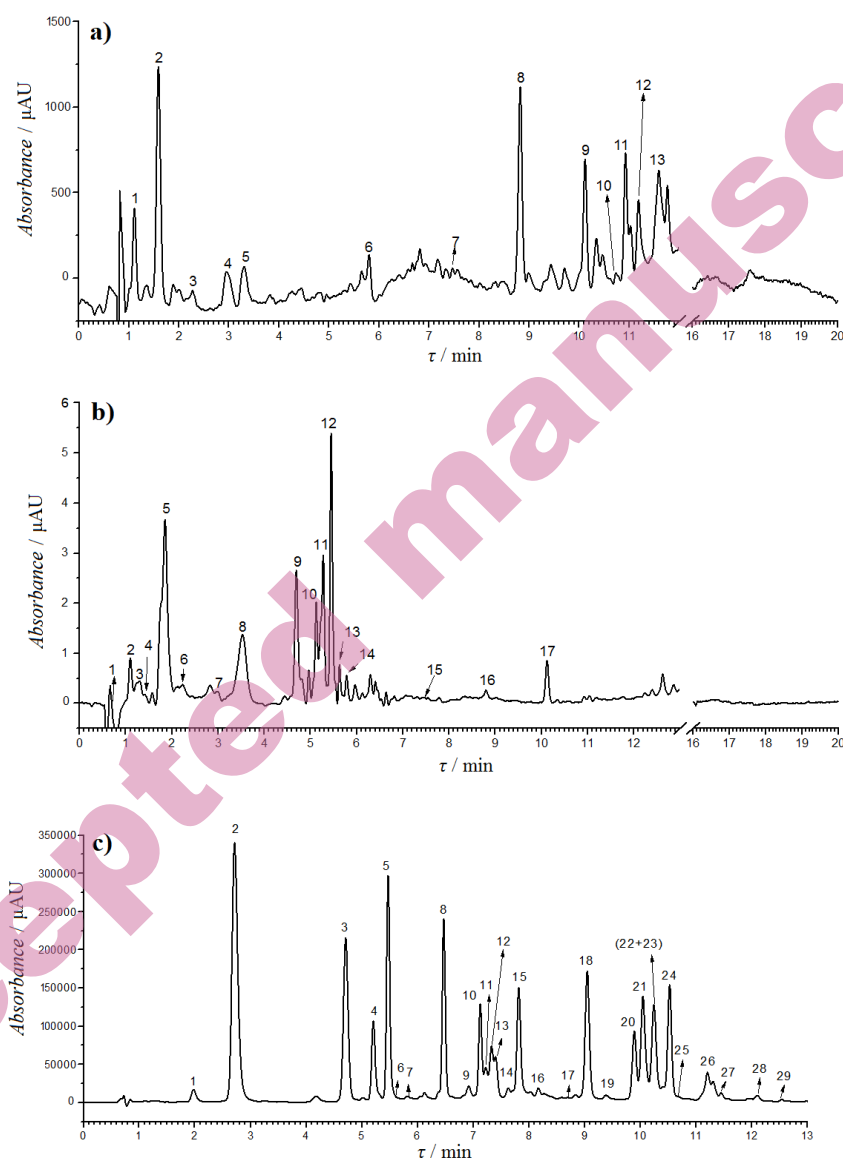 a)
1500
1000
500
0
Absorbance / µAU
1 2 3 4 5 6 7 8 9 10 11 12 13
0 1 2 3 4 5 6 7 8 9 10 11 16 17 18 19 20
τ / min
b)
6
5
4
3
2
1
0
Absorbance / µAU
1 2 3 4 5 6 7 8 9 10 11 12 13 14 15 16 17
0 1 2 3 4 5 6 7 8 9 10 11 12 16 17 18 19 20
τ / min
c)
350000
300000
250000
200000
150000
100000
50000
0
Absorbance / µAU
1 2 3 4 5 6 7 8 9 10 11 12 13 14 15 16 17 18 19 20 21 (22+23) 24 25 26 27 28 29
0 1 2 3 4 5 6 7 8 9 10 11 12 13
τ / min
epted manusc